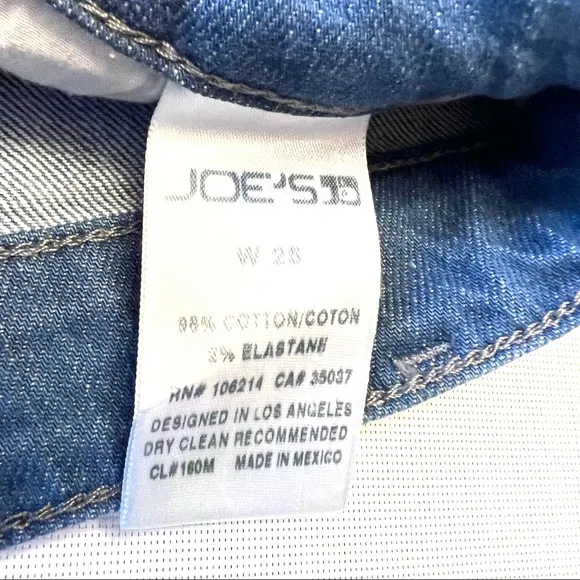 JOE'S
W 28
98% COTTON/COTON
2% ELASTANE
RN# 106214 CA# 35037
DESIGNED IN LOS ANGELES
DRY CLEAN RECOMMENDED
CL#160M MADE IN MEXICO